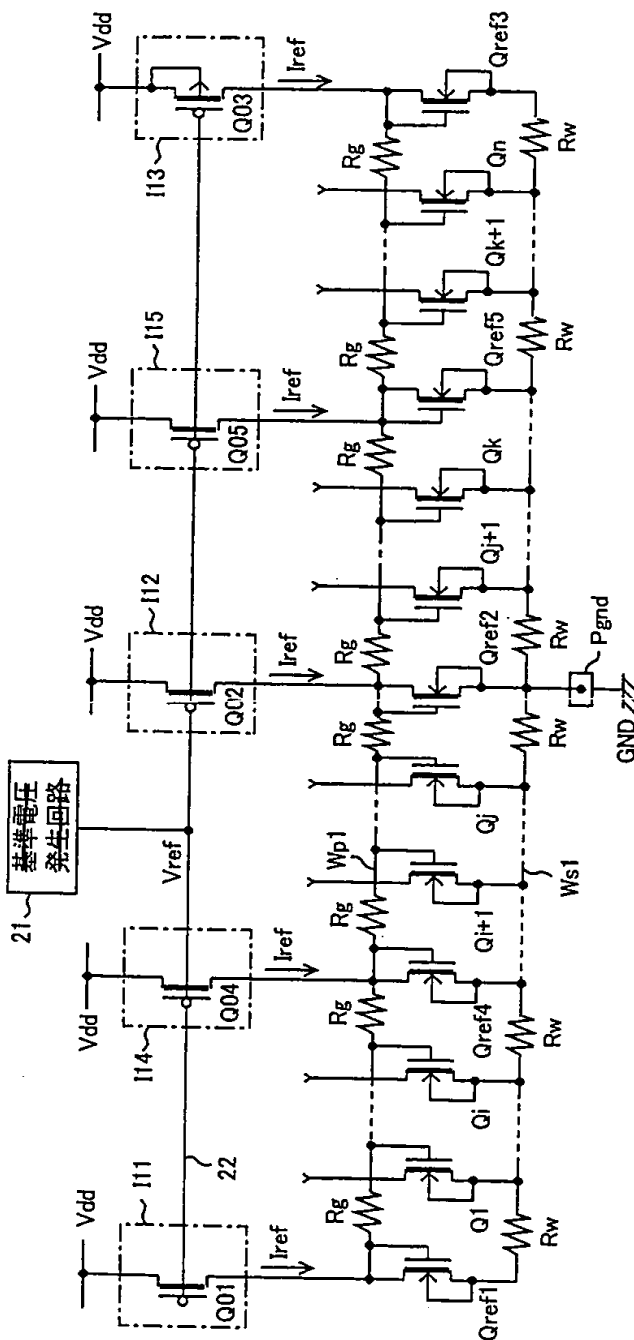 21
基準電圧
発生回路
Vdd
Vdd
Vdd
Vdd
Vdd
I11
I14
I12
I15
I13
Vref
Q01
Q04
Q02
Q05
Q03
22
Iref
Iref
Iref
Iref
Iref
Rg
Rg
Rg
Rg
Rg
Rg
Rg
Rg
Wp1
Qref1
Q1
Qi
Qref4
Qi+1
Qj
Qref2
Qj+1
Qk
Qref5
Qk+1
Qn
Qref3
Rw
Rw
Ws1
Rw
Rw
Rw
Rw
Pgnd
GND